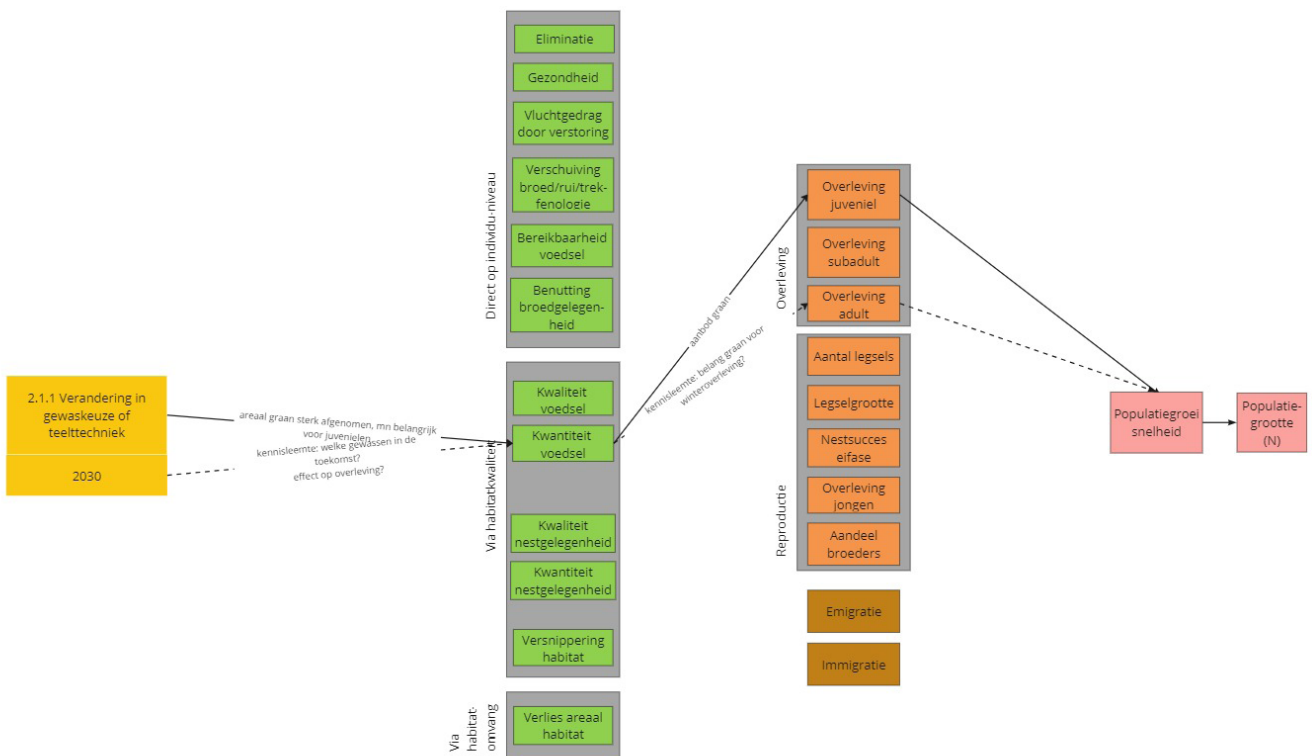 2.1.1 Verandering in
gewaskeuze of
teelttechniek
2030
areaal graan sterk afgenomen, mn belangrijk
voor juvenielen
kennisleemte: welke gewassen in de
toekomst?
effect op overleving?
Direct op individu-niveau
Eliminatie
Gezondheid
Vluchtgedrag
door verstoring
Verschuiving
broed/rui/trek-
fenologie
Bereikbaarheid
voedsel
Benutting
broedgelegen-
heid
Via habitatkwaliteit
Kwaliteit
voedsel
Kwantiteit
voedsel
Kwaliteit
nestgelegenheid
Kwantiteit
nestgelegenheid
Versnippering
habitat
Via
habitat-
omvang
Verlies areaal
habitat
aanbod graan
kennisleemte: belang graan voor
winteroverleving?
Overleving
Overleving
juveniel
Overleving
subadult
Overleving
adult
Reproductie
Aantal legsels
Legselgrootte
Nestsucces
eifase
Overleving
jongen
Aandeel
broeders
Emigratie
Immigratie
Populatiegroei
snelheid
Populatie-
grootte
(N)